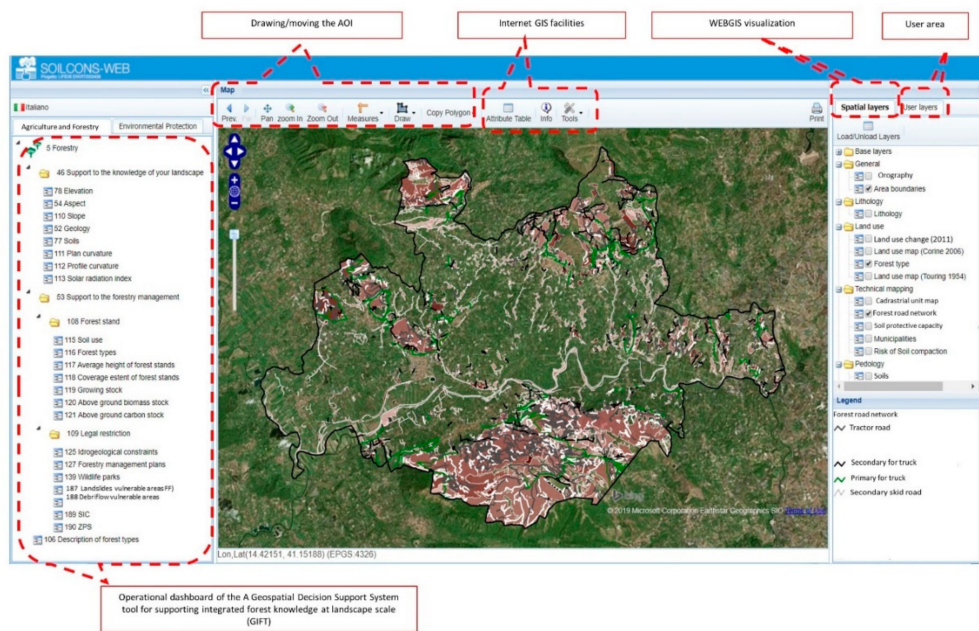 Drawing/moving the AOI
Internet GIS facilities
WEBGIS visualization
User area
SOILCONS-WEB
Map
Italiano
Agriculture and Forestry
Environmental Protection
Prev.
Pan
zoom In
Zoom Out
Measures
Draw
Copy Polygon
Attribute Table
Info
Tools
Print
Spatial layers
User layers
Load/Unload Layers
5 Forestry
46 Support to the knowledge of your landscape
78 Elevation
54 Aspect
110 Slope
52 Geology
77 Soils
111 Plan curvature
112 Profile curvature
113 Solar radiation index
53 Support to the forestry management
108 Forest stand
115 Soil use
116 Forest types
117 Average height of forest stands
118 Coverage estent of forest stands
119 Growing stock
120 Above ground biomass stock
121 Above ground carbon stock
109 Legal restriction
125 Idrogeological constraints
127 Forestry management plans
139 Wildlife parks
187 Landslides vulnerable areas FF)
188 Debriflow vulnerable areas
189 SIC
190 ZPS
106 Description of forest types
Base layers
General
Orography
Area boundaries
Lithology
Lithology
Land use
Land use change (2011)
Land use map (Corine 2006)
Forest type
Land use map (Touring 1954)
Technical mapping
Cadrastrial unit map
Forest road network
Soil protective capacity
Municipalities
Risk of Soil compaction
Pedology
Soils
Legend
Forest road network
Tractor road
Secondary for truck
Primary for truck
Secondary skid road
bing
© 2019 Microsoft Corporation Earthstar Geographics SIO Terms of Use
Lon,Lat(14.42151, 41.15188) (EPGS 4326)
Operational dashboard of the A Geospatial Decision Support System
tool for supporting integrated forest knowledge at landscape scale
(GIFT)